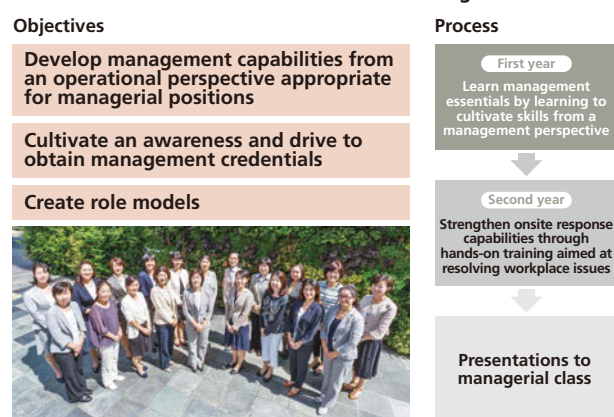 Objectives
Develop management capabilities from
an operational perspective appropriate
for managerial positions
Cultivate an awareness and drive to
obtain management credentials
Create role models
Process
First year
Learn management
essentials by learning to
cultivate skills from a
management perspective
Second year
Strengthen onsite response
capabilities through
hands-on training aimed at
resolving workplace issues
Presentations to
managerial class